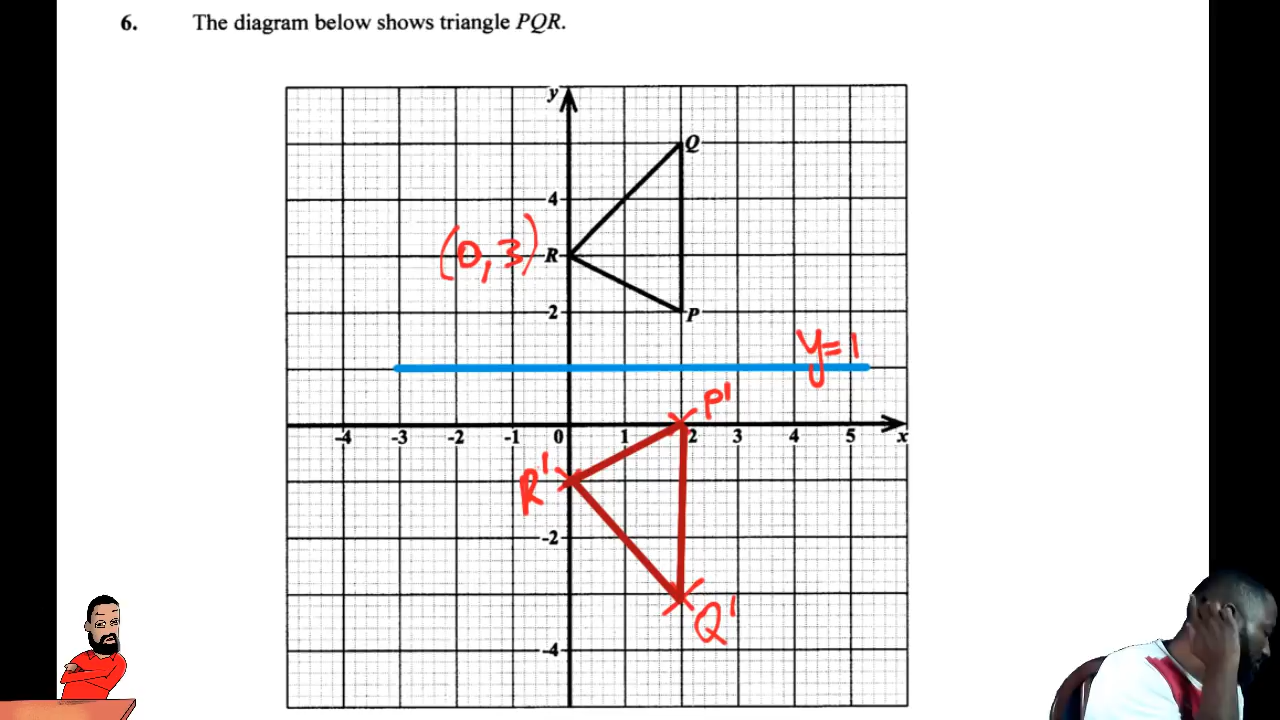 6. The diagram below shows triangle PQR.
y
Q
4
(0, 3) R
2 P
y=1
P'
-4 -3 -2 -1 0 1 2 3 4 5 x
R'
-2
Q'
-4